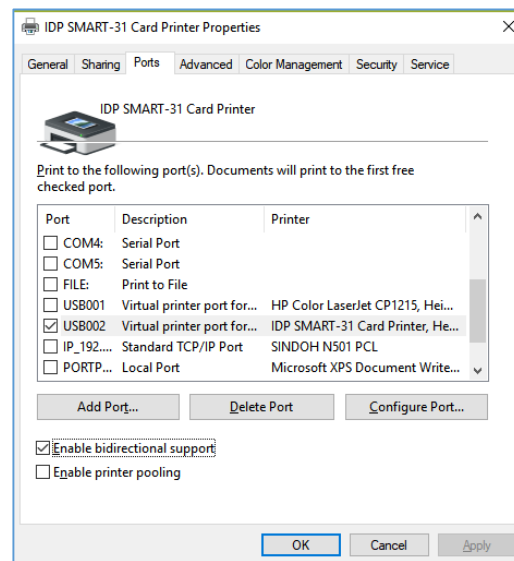 IDP SMART-31 Card Printer Properties
General Sharing Ports Advanced Color Management Security Service
IDP SMART-31 Card Printer
Print to the following port(s). Documents will print to the first free
checked port.
Port Description Printer
COM4: Serial Port
COM5: Serial Port
FILE: Print to File
USB001 Virtual printer port for... HP Color LaserJet CP1215, Hei...
USB002 Virtual printer port for... IDP SMART-31 Card Printer, He...
IP_192.... Standard TCP/IP Port SINDOH N501 PCL
PORTP... Local Port Microsoft XPS Document Write...
Add Port... Delete Port Configure Port...
Enable bidirectional support
Enable printer pooling
OK Cancel Apply